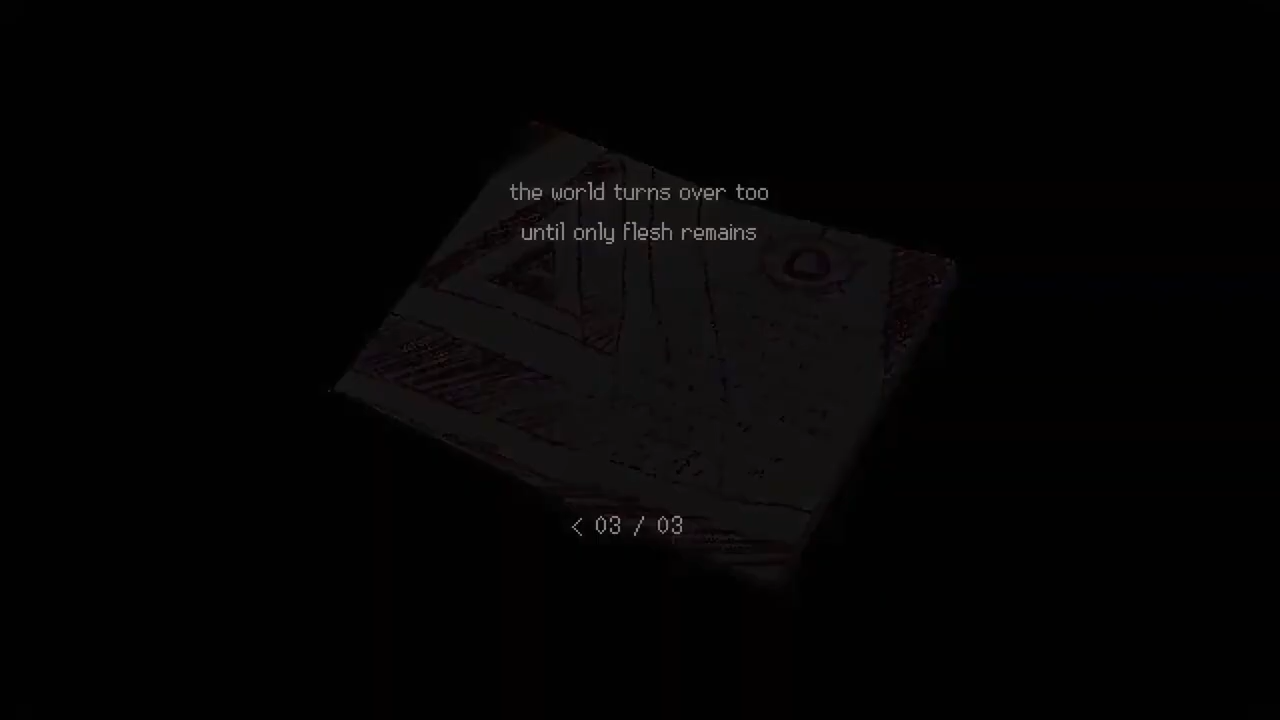 the world turns over too
until only flesh remains
< 03 / 03